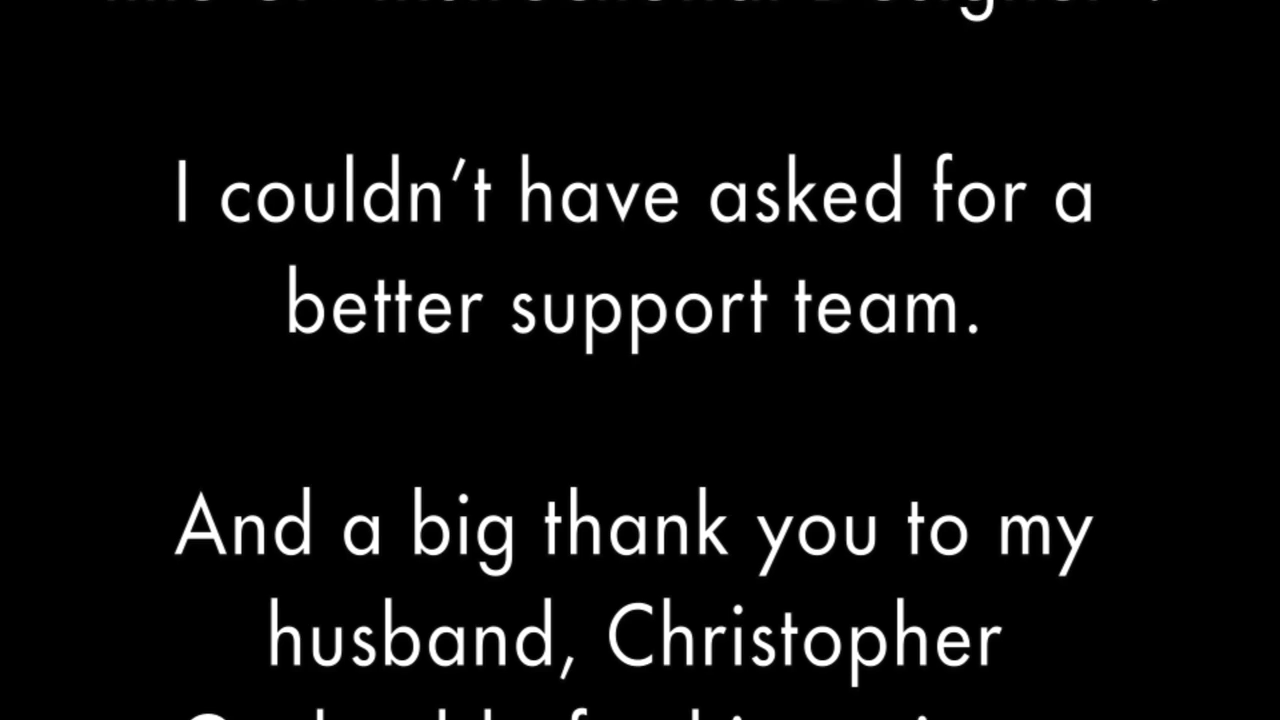 I couldn’t have asked for a
better support team.
And a big thank you to my
husband, Christopher